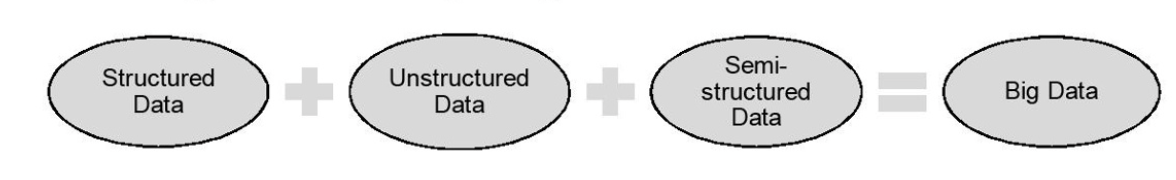 Structured
Data
Unstructured
Data
Semi-
structured
Data
Big Data